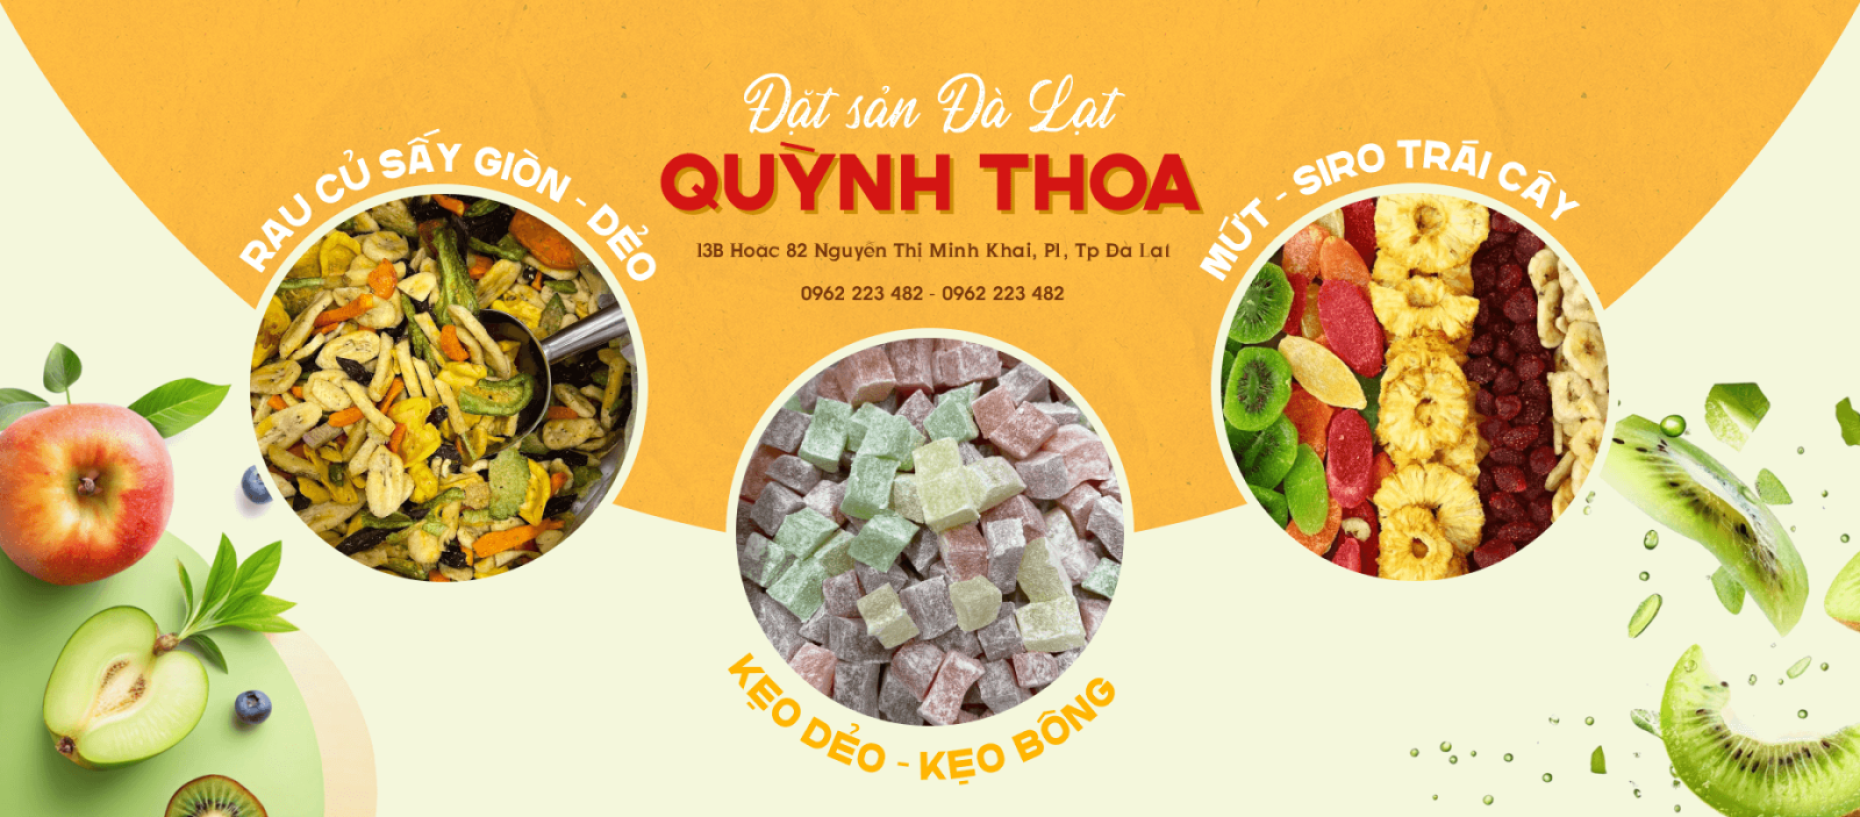 Đặt sản Đà Lạt
QUỲNH THOA
13B Hoặc 82 Nguyễn Thị Minh Khai, P1, Tp Đà Lạt
0962 223 482 - 0962 223 482
RAU CỦ SẤY GIÒN - DẺO
MỨT - SIRO TRÁI CÂY
KẸO DẺO - KẸO BÔNG